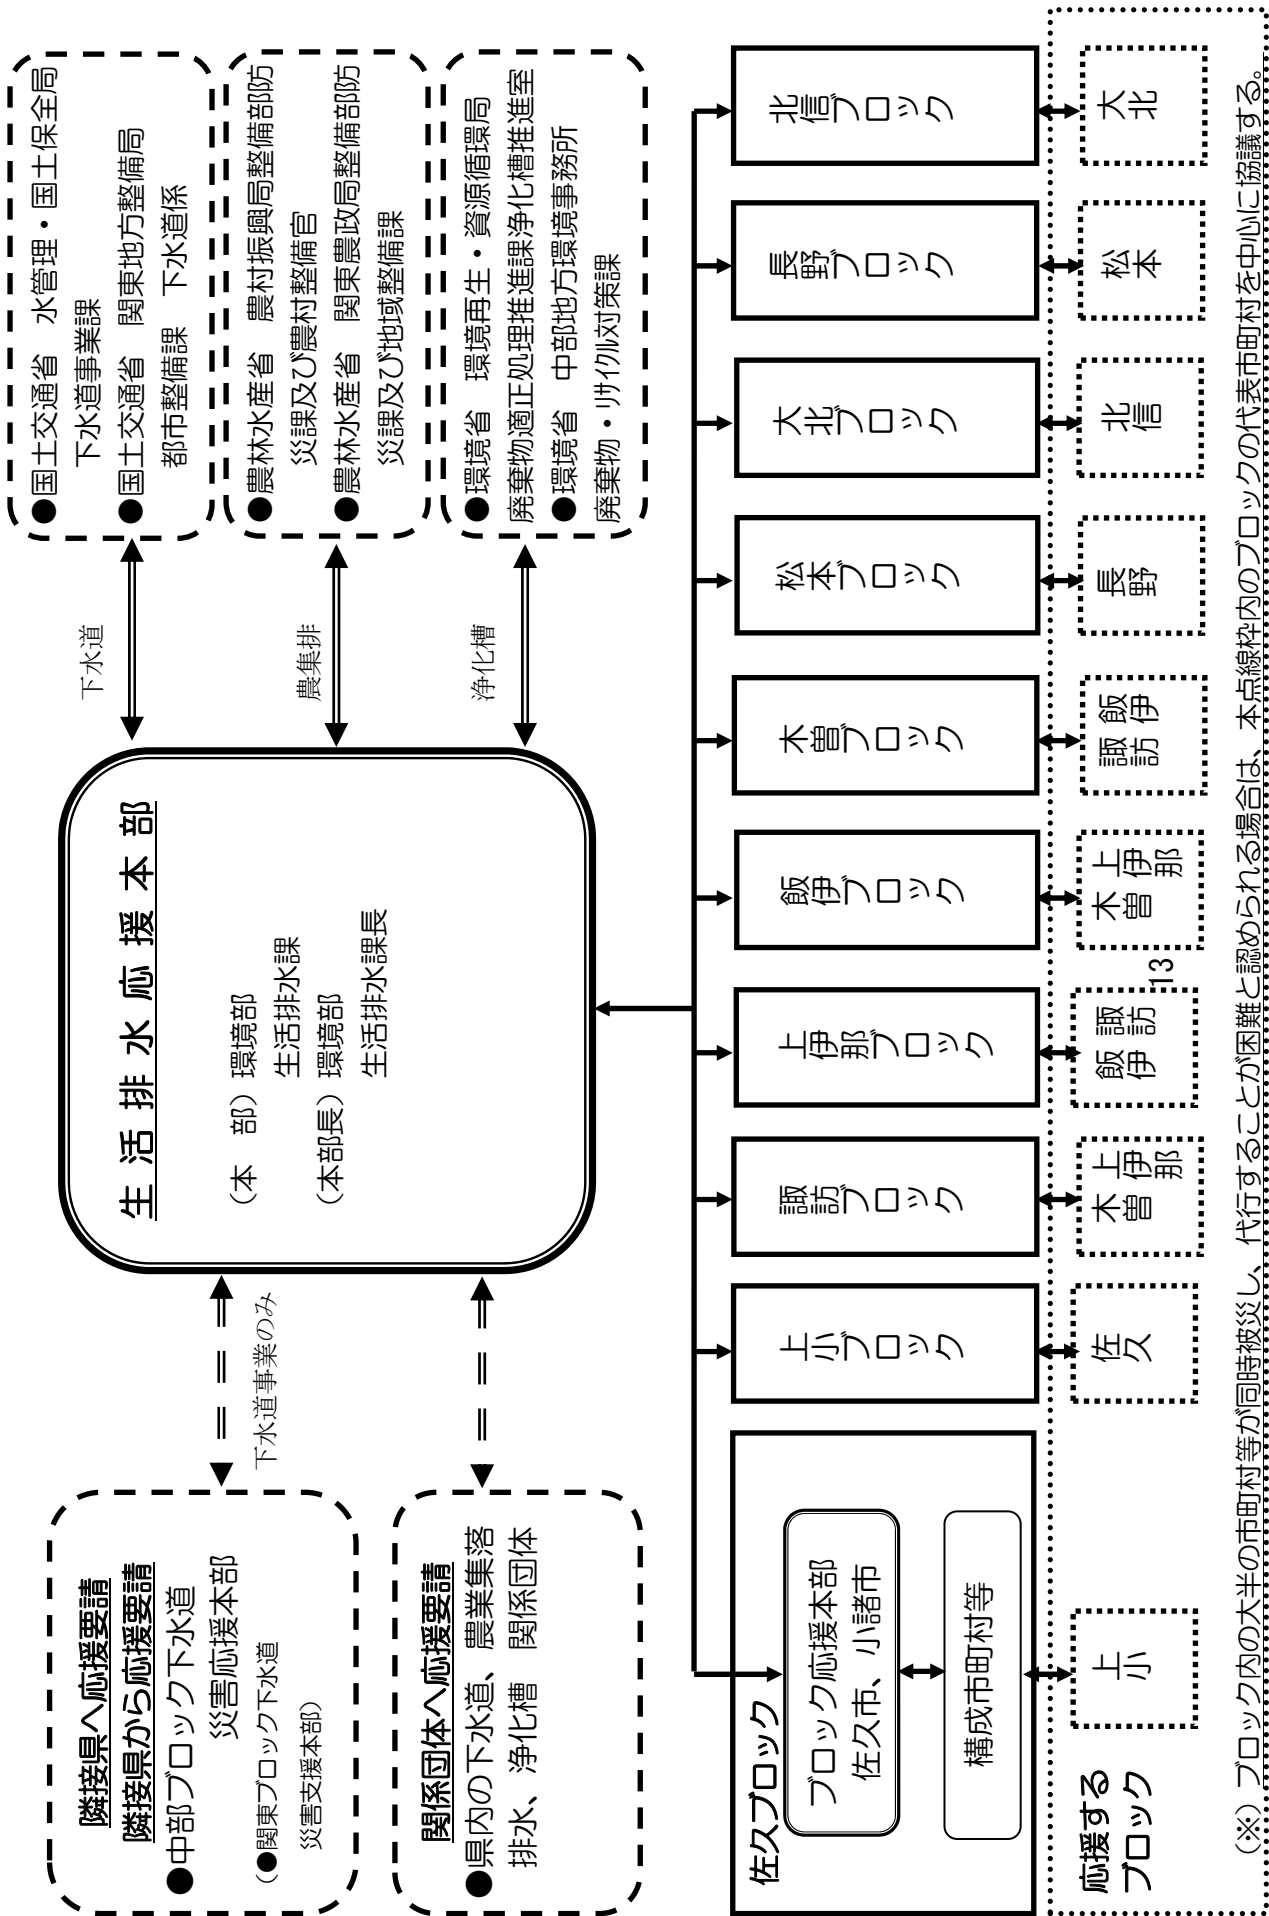 隣接県へ応援要請
隣接県から応援要請
●中部ブロック下水道
災害応援本部
(●関東ブロック下水道
災害支援本部)
関係団体へ応援要請
●県内の下水道、農業集落
排水、浄化槽 関係団体
下水道事業のみ
生活排水応援本部
(本 部)環境部
生活排水課
(本部長)環境部
生活排水課長
下水道
農集排
浄化槽
●国土交通省 水管理・国土保全局
下水道事業課
●国土交通省 関東地方整備局
都市整備課 下水道係
●農林水産省 農村振興局整備部防
災課及び農村整備官
●農林水産省 関東農政局整備部防
災課及び地域整備課
●環境省 環境再生・資源循環局
廃棄物適正処理推進課浄化槽推進室
●環境省 中部地方環境事務所
廃棄物・リサイクル対策課
佐久ブロック
ブロック応援本部
佐久市、小諸市
構成市町村等
上小ブロック
諏訪ブロック
上伊那ブロック
飯伊ブロック
木曽ブロック
松本ブロック
大北ブロック
長野ブロック
北信ブロック
応援する
ブロック
上小
佐久
木曽 上伊那
飯伊 諏訪
木曽 上伊那
諏訪 飯伊
長野
北信
松本
大北
13
(※)ブロック内の大半の市町村等が同時被災し、代行することが困難と認められる場合は、本点線枠内のブロックの代表市町村を中心に協議する。